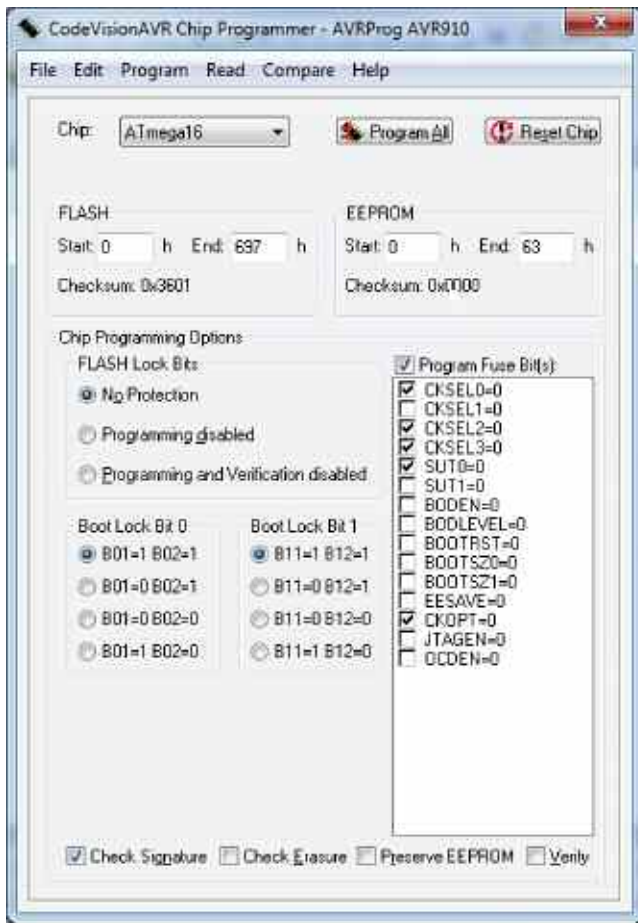 CodeVisionAVR Chip Programmer - AVRProg AVR910
File Edit Program Read Compare Help
Chip: ATmega16 Program All Reset Chip
FLASH EEPROM
Start: 0 h End: 697 h Start: 0 h End: 63 h
Checksum: 0x3601 Checksum: 0x0000
Chip Programming Options
FLASH Lock Bits Program Fuse Bit(s):
No Protection
Programming disabled
Programming and Verification disabled
CKSEL0=0
CKSEL1=0
CKSEL2=0
CKSEL3=0
SUT0=0
SUT1=0
BODEN=0
BODLEVEL=0
BOOTRST=0
BOOTSZ0=0
BOOTSZ1=0
EESAVE=0
CKOPT=0
JTAGEN=0
OCDEN=0
Boot Lock Bit 0 Boot Lock Bit 1
B01=1 B02=1 B11=1 B12=1
B01=0 B02=1 B11=0 B12=1
B01=0 B02=0 B11=0 B12=0
B01=1 B02=0 B11=1 B12=0
Check Signature Check Erasure Preserve EEPROM Verify